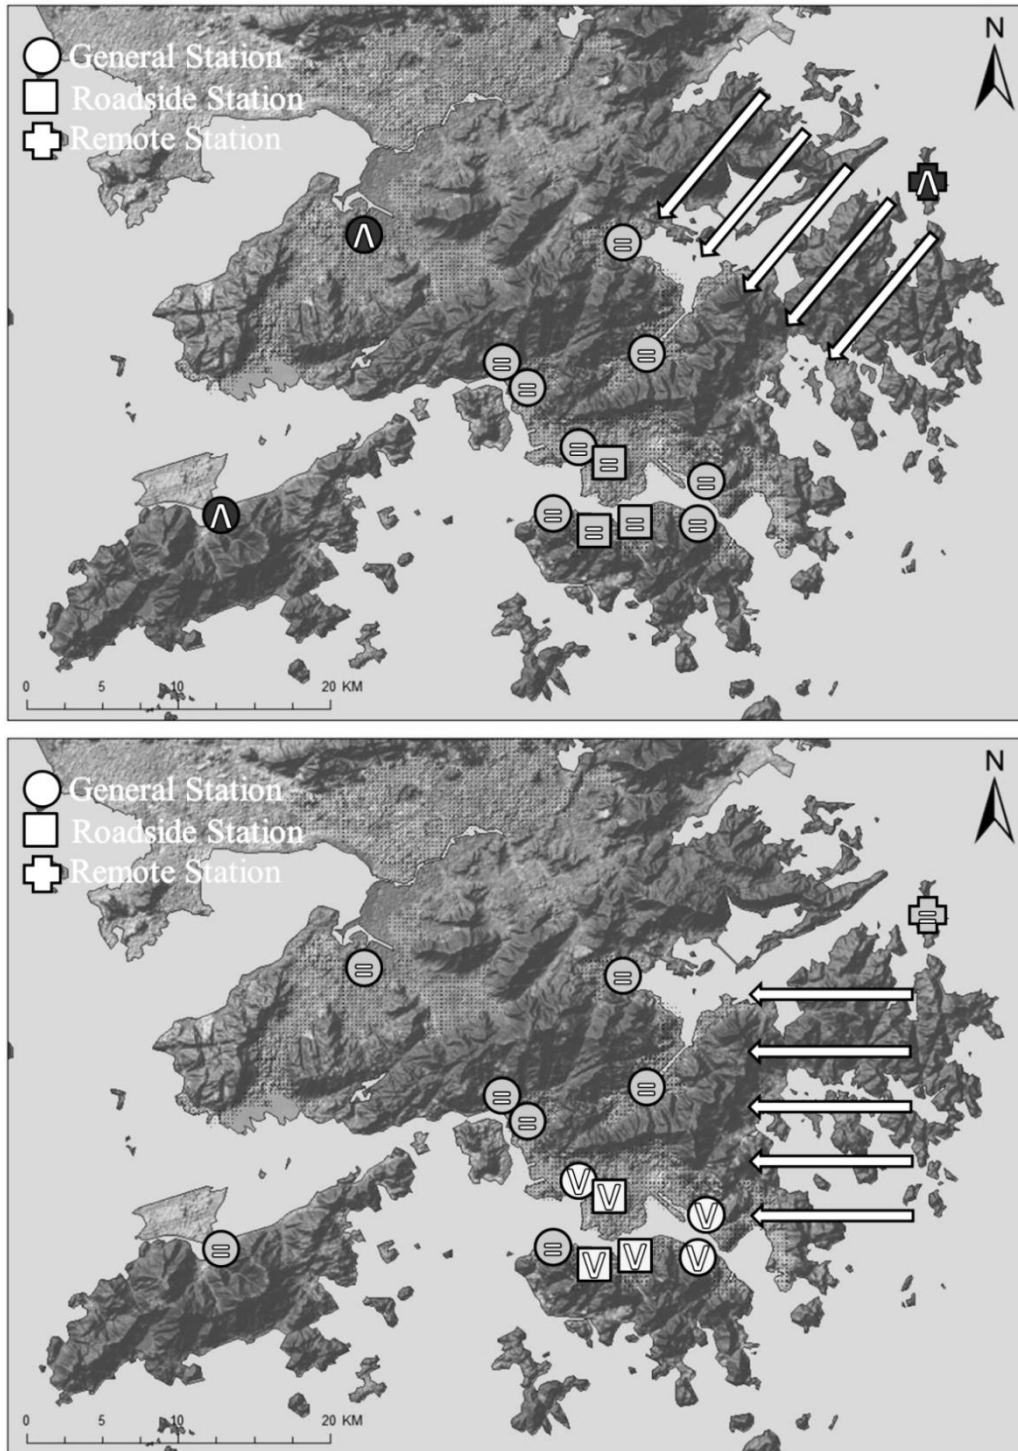 General Station
Roadside Station
Remote Station
N
Λ
Λ
=
=
=
=
=
=
=
=
=
=
=
Λ
0 5 10 20 KM
General Station
Roadside Station
Remote Station
N
=
=
=
=
=
=
V
V
V
=
=
V
V
V
0 5 10 20 KM